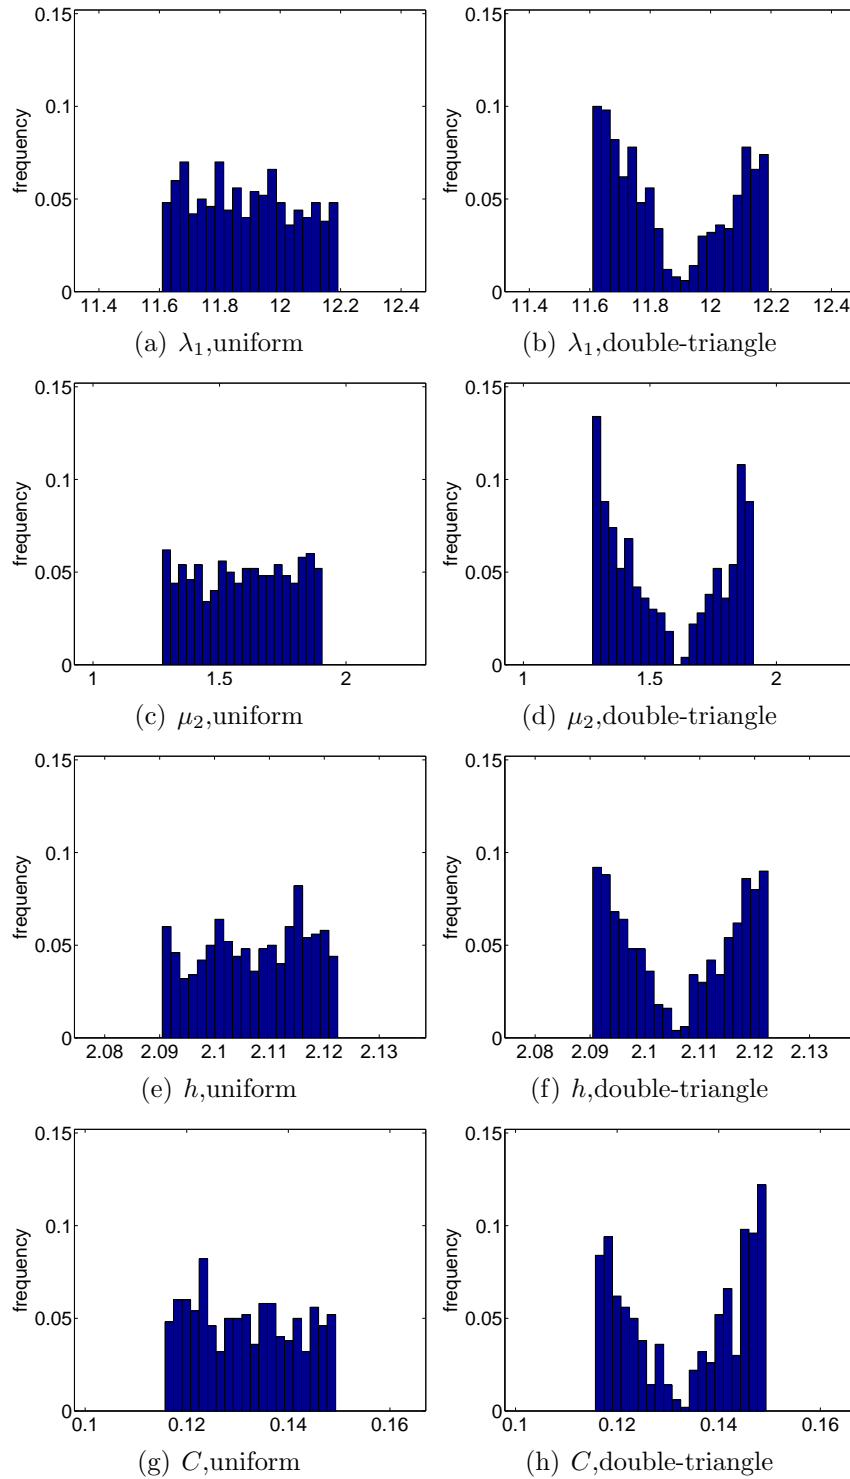 0.15
0.1
0.05
0
frequency
11.4 11.6 11.8 12 12.2 12.4
(a) λ₁,uniform
0.15
0.1
0.05
0
frequency
11.4 11.6 11.8 12 12.2 12.4
(b) λ₁,double-triangle
0.15
0.1
0.05
0
frequency
1 1.5 2
(c) μ₂,uniform
0.15
0.1
0.05
0
frequency
1 1.5 2
(d) μ₂,double-triangle
0.15
0.1
0.05
0
frequency
2.08 2.09 2.1 2.11 2.12 2.13
(e) h,uniform
0.15
0.1
0.05
0
frequency
2.08 2.09 2.1 2.11 2.12 2.13
(f) h,double-triangle
0.15
0.1
0.05
0
frequency
0.1 0.12 0.14 0.16
(g) C,uniform
0.15
0.1
0.05
0
frequency
0.1 0.12 0.14 0.16
(h) C,double-triangle